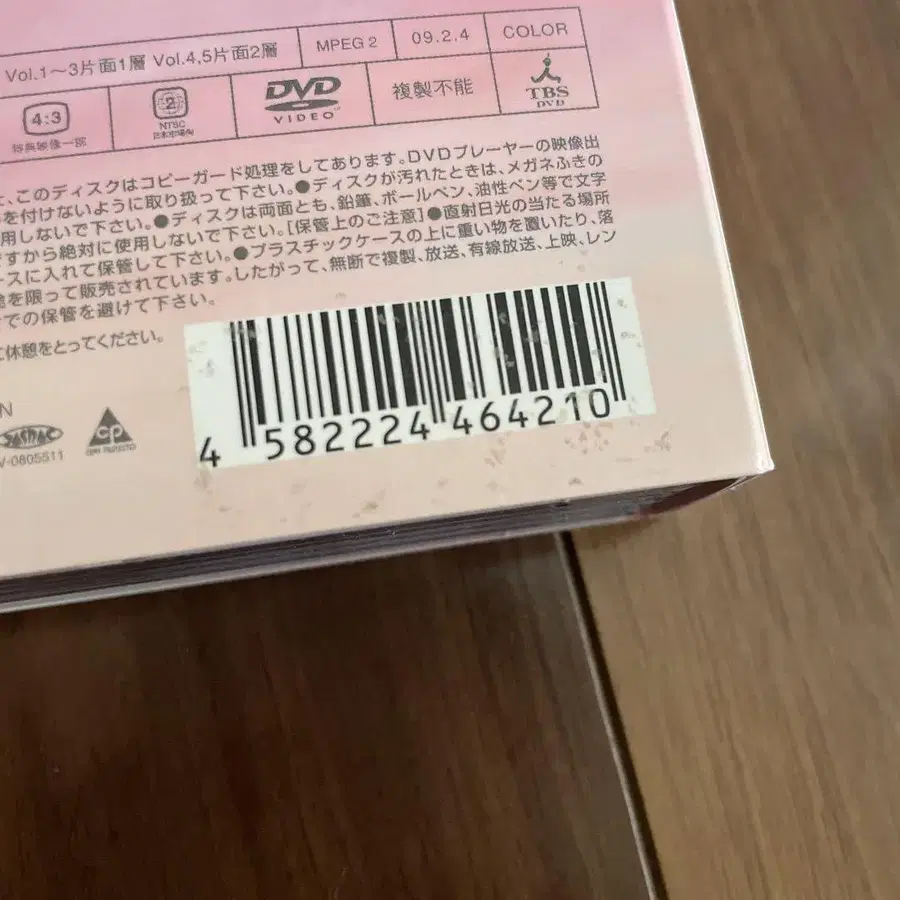 Vol.1～3片面1層 Vol.4,5片面2層
MPEG 2
09.2.4
COLOR
4:3
特典映像一部
2
NTSC
日本市場向
DVD
VIDEO
複製不能
TBS
DVD
、このディスクはコピーガード処理をしてあります。DVDプレーヤーの映像出
を付けないように取り扱って下さい。●ディスクが汚れたときは、メガネふきの
用しないで下さい。●ディスクは両面とも、鉛筆、ボールペン、油性ペン等で文字
ですから絶対に使用しないで下さい。[保管上のご注意]●直射日光の当たる場所
ースに入れて保管して下さい。●プラスチックケースの上に重い物を置いたり、落
を限って販売されています。したがって、無断で複製、放送、有線放送、上映、レン
での保管を避けて下さい。
休憩をとってください。
N
cp
V-0805511
4 582224 464210